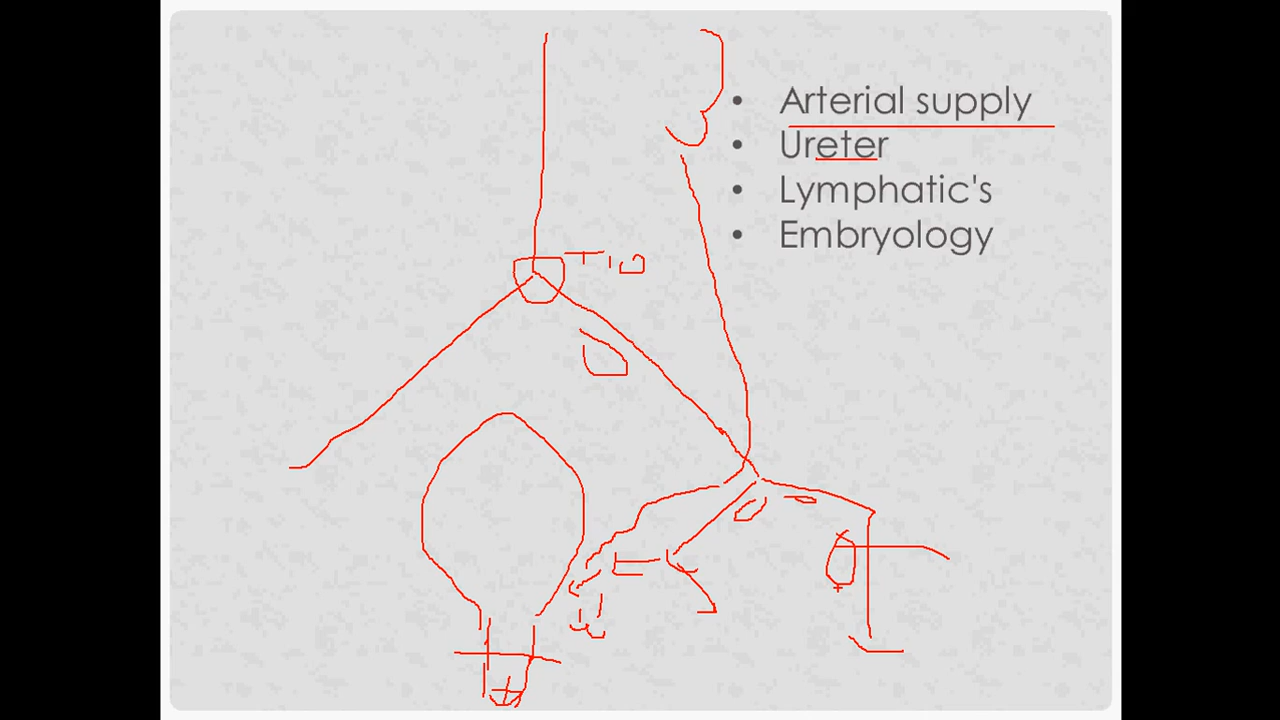 • Arterial supply
• Ureter
• Lymphatic's
• Embryology